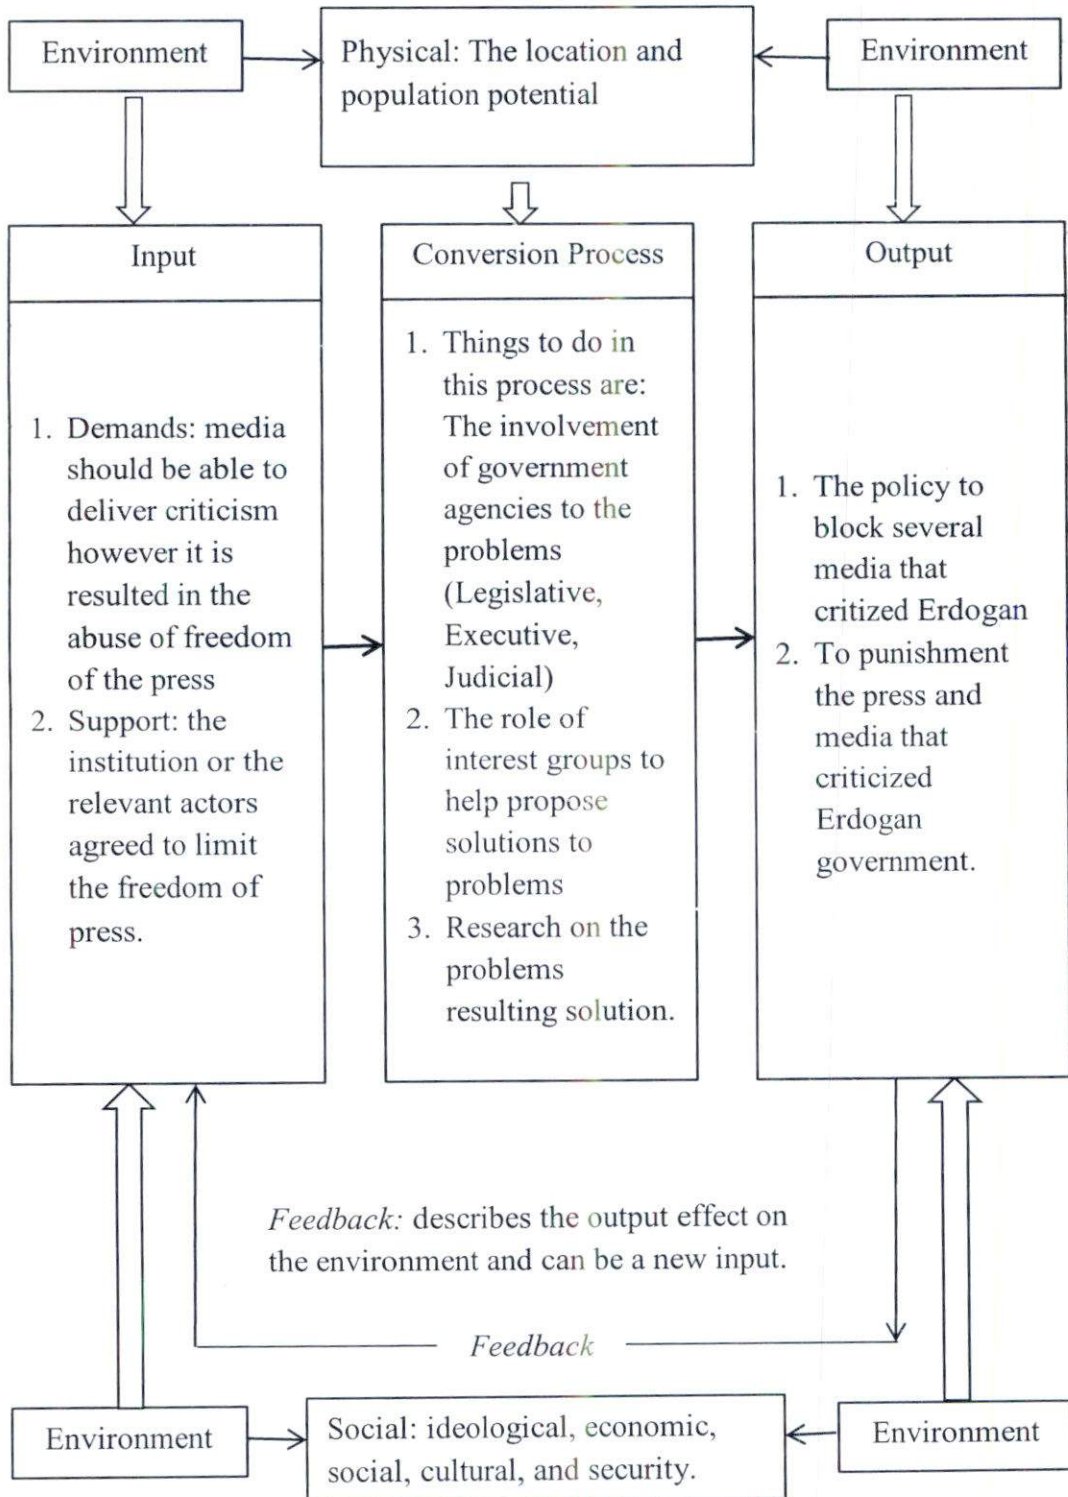 Environment
Physical: The location and
population potential
Environment
Input
1. Demands: media
should be able to
deliver criticism
however it is
resulted in the
abuse of freedom
of the press
2. Support: the
institution or the
relevant actors
agreed to limit
the freedom of
press.
Conversion Process
1. Things to do in
this process are:
The involvement
of government
agencies to the
problems
(Legislative,
Executive,
Judicial)
2. The role of
interest groups to
help propose
solutions to
problems
3. Research on the
problems
resulting solution.
Output
1. The policy to
block several
media that
critized Erdogan
2. To punishment
the press and
media that
criticized
Erdogan
government.
Feedback: describes the output effect on
the environment and can be a new input.
Feedback
Environment
Social: ideological, economic,
social, cultural, and security.
Environment